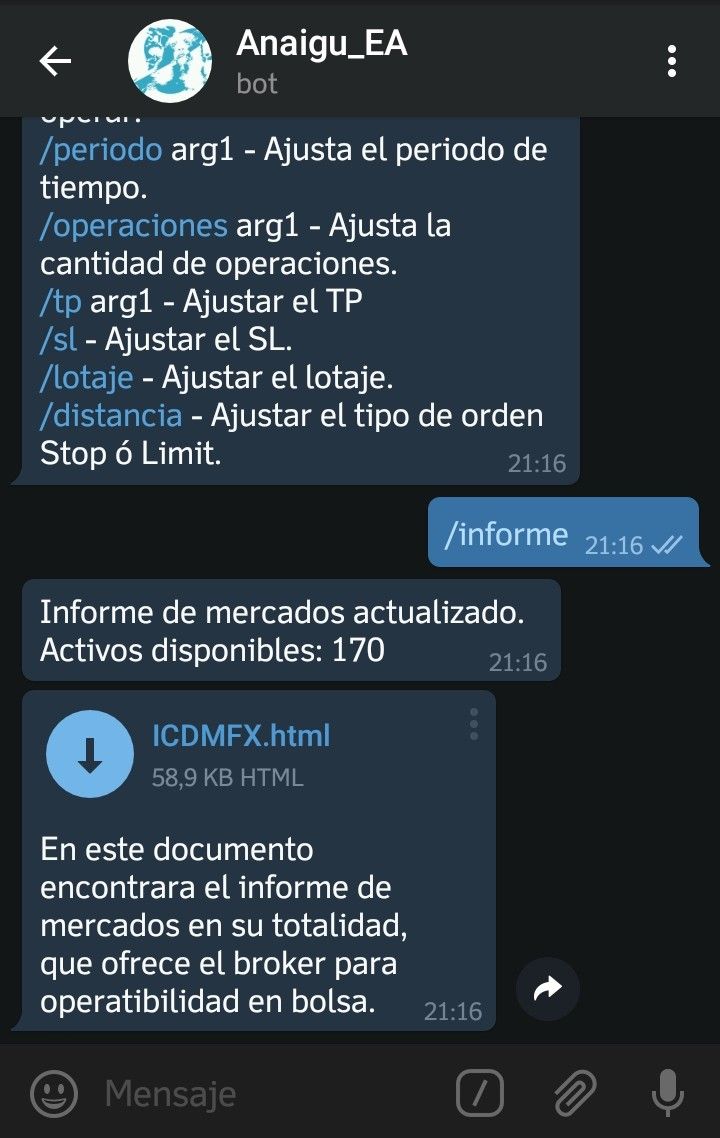 Anaigu_EA
bot
operar.
/periodo arg1 - Ajusta el periodo de
tiempo.
/operaciones arg1 - Ajusta la
cantidad de operaciones.
/tp arg1 - Ajustar el TP
/sl - Ajustar el SL.
/lotaje - Ajustar el lotaje.
/distancia - Ajustar el tipo de orden
Stop ó Limit.
21:16
/informe 21:16
Informe de mercados actualizado.
Activos disponibles: 170
21:16
ICDMFX.html
58,9 KB HTML
En este documento
encontrara el informe de
mercados en su totalidad,
que ofrece el broker para
operatibilidad en bolsa.
21:16
Mensaje